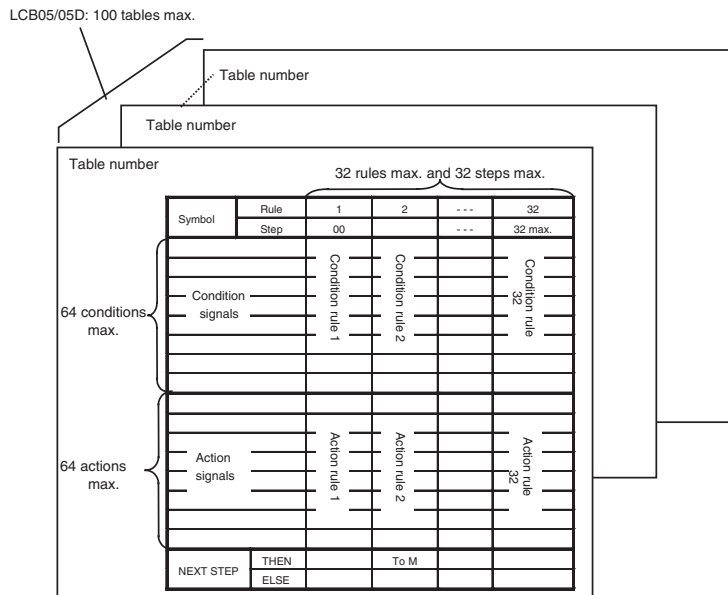 LCB05/05D: 100 tables max.
Table number
Table number
Table number
32 rules max. and 32 steps max.
Symbol Rule 1 2 - - - 32
Step 00 - - - 32 max.
64 conditions
max.
Condition
signals
Condition rule 1
Condition rule 2
Condition rule
32
64 actions
max.
Action
signals
Action rule 1
Action rule 2
Action rule
32
NEXT STEP THEN To M
ELSE